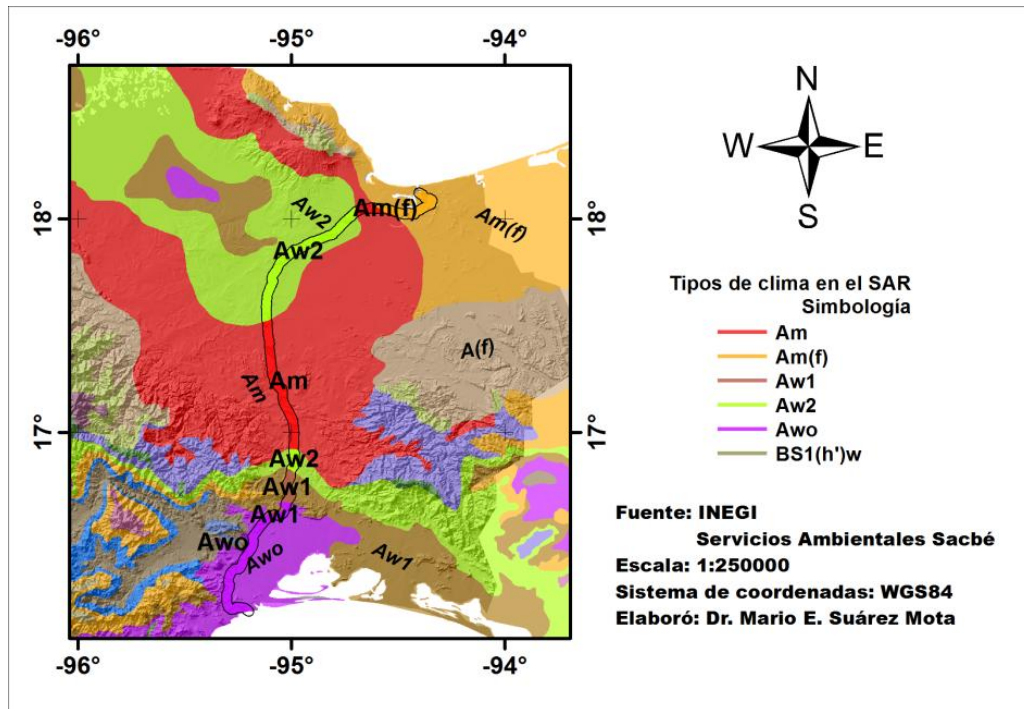 -96°
-95°
-94°
18°
17°
18°
17°
Aw2
Am(f)
Am(f)
Aw2
A(f)
Am
Am
Aw2
Aw1
Aw1
Awo
Awo
Aw1
-96°
-95°
-94°
N
W
E
S
Tipos de clima en el SAR
Simbología
Am
Am(f)
Aw1
Aw2
Awo
BS1(h')w
Fuente: INEGI
Servicios Ambientales Sacbé
Escala: 1:250000
Sistema de coordenadas: WGS84
Elaboró: Dr. Mario E. Suárez Mota